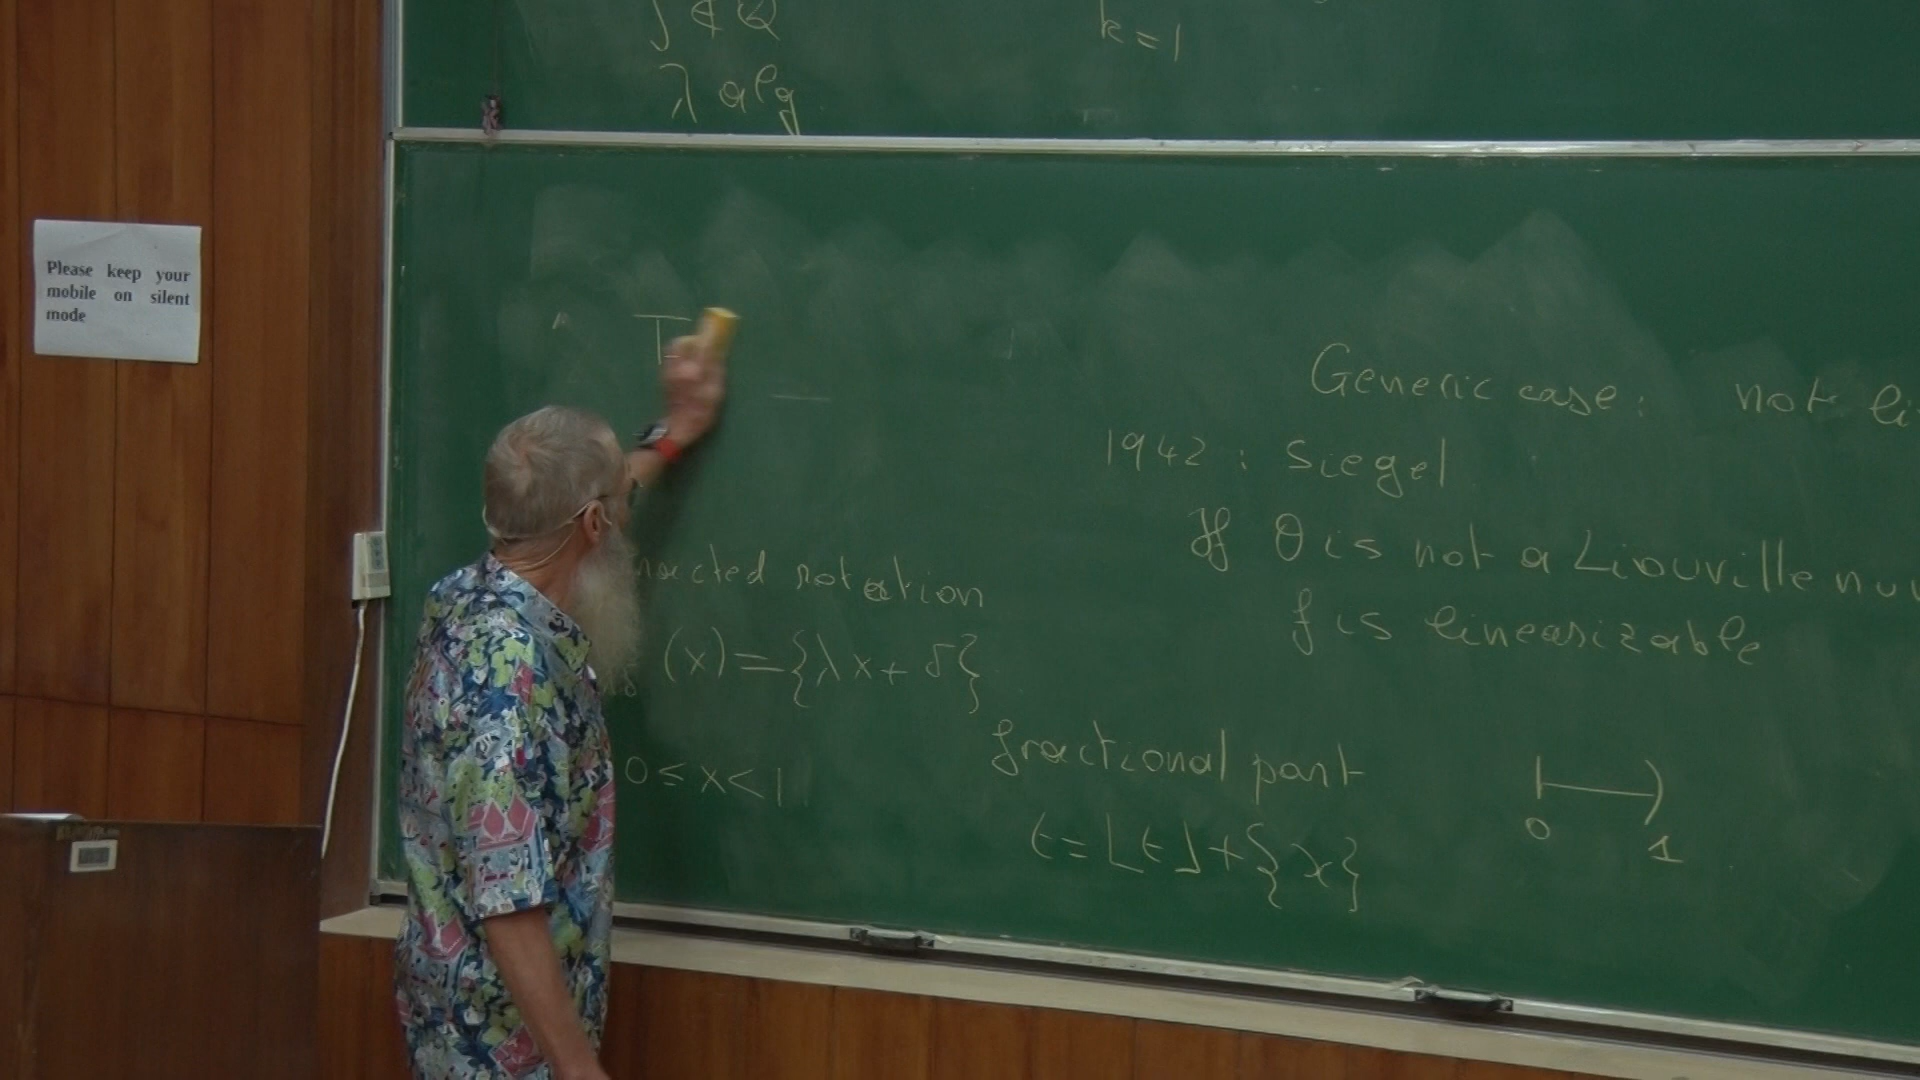 ∫ ∉ Q
λ alg
k = 1
Please keep your
mobile on silent
mode
T
Generic case: not li
1942 : Siegel
If θ is not a Liouville nu
f is linearizable
racted rotation
(x) = {λx + δ}
0 ≤ x < 1
fractional part
t = ⌊t⌋ + {x}
0 1